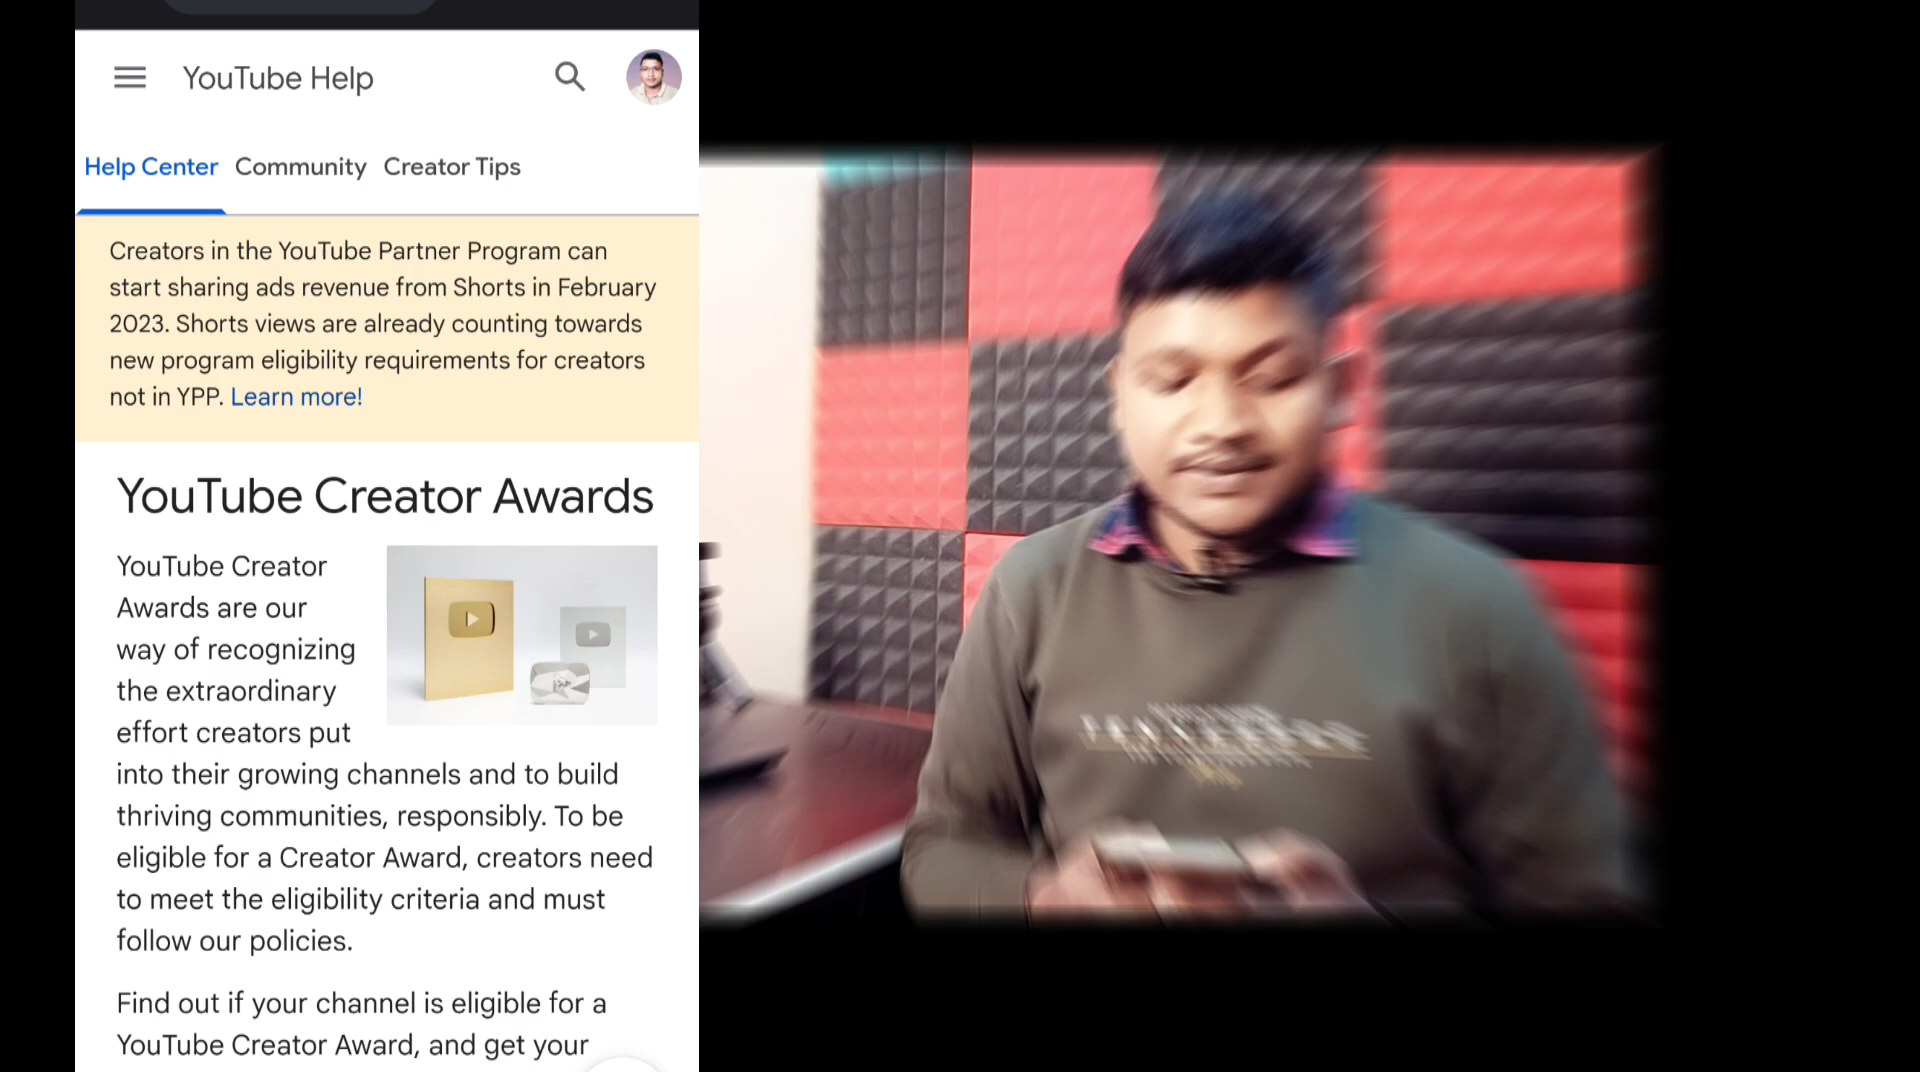 YouTube Help
Help Center Community Creator Tips
Creators in the YouTube Partner Program can
start sharing ads revenue from Shorts in February
2023. Shorts views are already counting towards
new program eligibility requirements for creators
not in YPP. Learn more!
YouTube Creator Awards
YouTube Creator
Awards are our
way of recognizing
the extraordinary
effort creators put
into their growing channels and to build
thriving communities, responsibly. To be
eligible for a Creator Award, creators need
to meet the eligibility criteria and must
follow our policies.
Find out if your channel is eligible for a
YouTube Creator Award, and get your